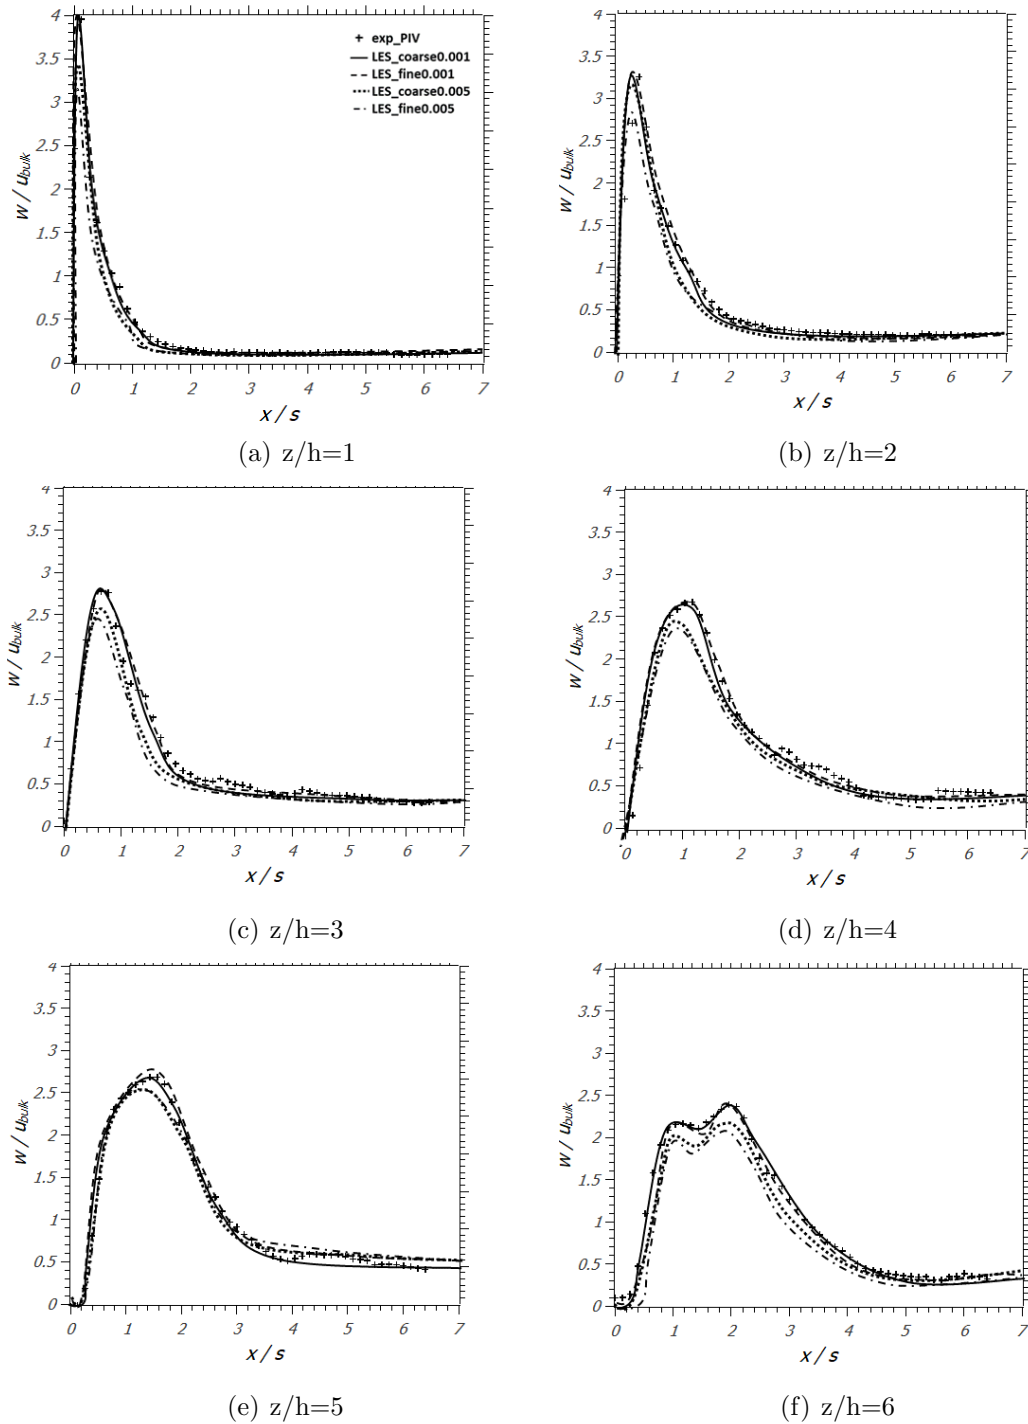 4
3.5
3
2.5
2
1.5
1
0.5
0
w / u_bulk
0 1 2 3 4 5 6 7
x / s
exp_PIV
LES_coarse0.001
LES_fine0.001
LES_coarse0.005
LES_fine0.005
(a) z/h=1
4
3.5
3
2.5
2
1.5
1
0.5
0
w / u_bulk
0 1 2 3 4 5 6 7
x / s
(b) z/h=2
4
3.5
3
2.5
2
1.5
1
0.5
0
w / u_bulk
0 1 2 3 4 5 6 7
x / s
(c) z/h=3
4
3.5
3
2.5
2
1.5
1
0.5
0
w / u_bulk
0 1 2 3 4 5 6 7
x / s
(d) z/h=4
4
3.5
3
2.5
2
1.5
1
0.5
0
w / u_bulk
0 1 2 3 4 5 6 7
x / s
(e) z/h=5
4
3.5
3
2.5
2
1.5
1
0.5
0
w / u_bulk
0 1 2 3 4 5 6 7
x / s
(f) z/h=6